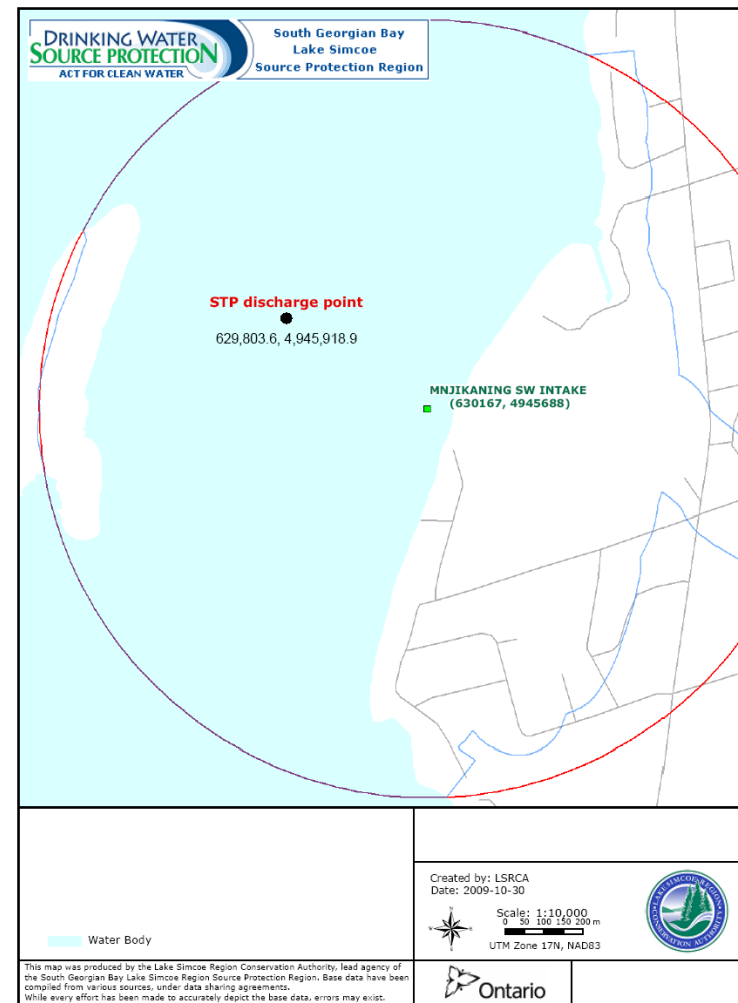 DRINKING WATER
SOURCE PROTECTION
ACT FOR CLEAN WATER
South Georgian Bay
Lake Simcoe
Source Protection Region
STP discharge point
629,803.6, 4,945,918.9
MNJIKANING SW INTAKE
(630167, 4945688)
Water Body
Created by: LSRCA
Date: 2009-10-30
Scale: 1:10,000
0 50 100 150 200 m
UTM Zone 17N, NAD83
LAKE SIMCOE REGION
CONSERVATION AUTHORITY
This map was produced by the Lake Simcoe Region Conservation Authority, lead agency of
the South Georgian Bay Lake Simcoe Region Source Protection Region. Base data have been
compiled from various sources, under data sharing agreements.
While every effort has been made to accurately depict the base data, errors may exist.
Ontario